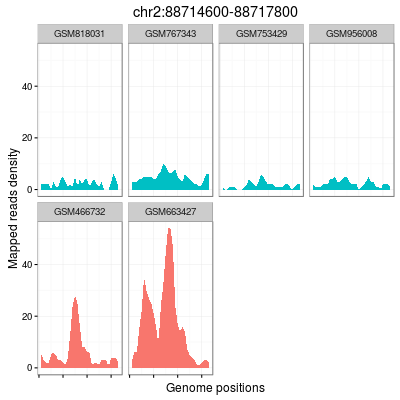 chr2:88714600-88717800
GSM818031 GSM767343 GSM753429 GSM956008
40
20
0
GSM466732 GSM663427
40
20
0
Mapped reads density
Genome positions